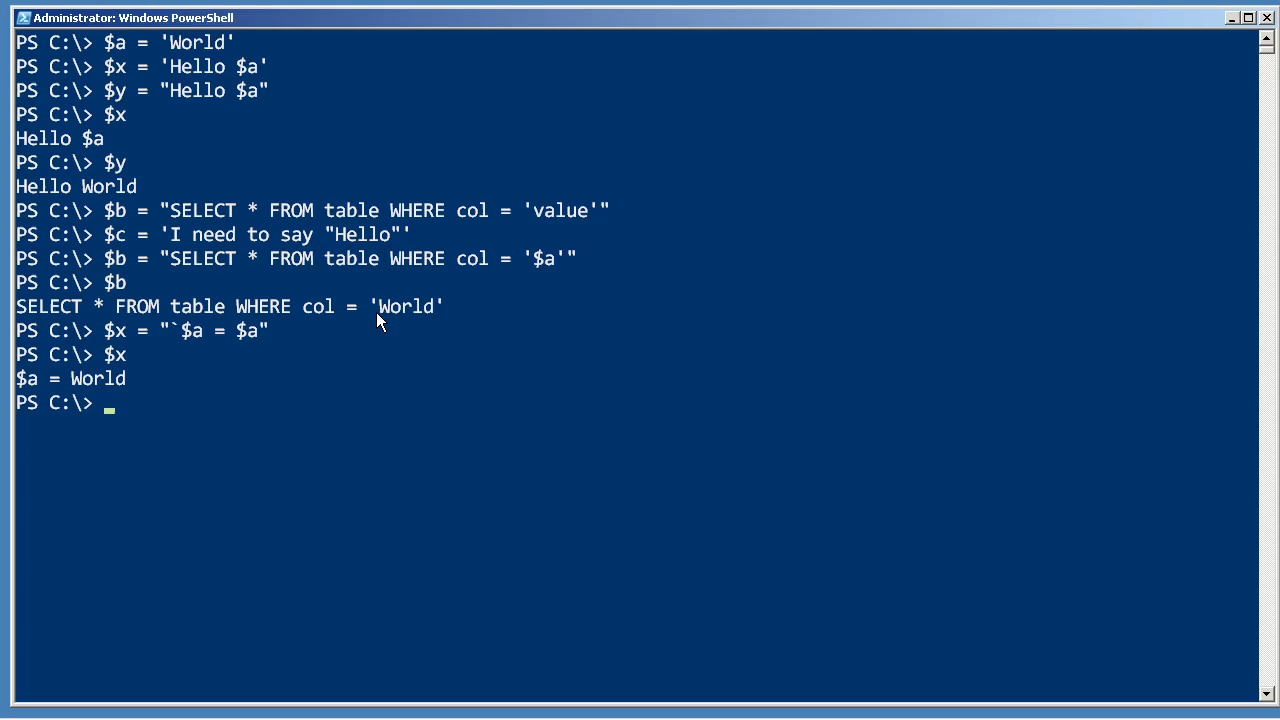 Administrator: Windows PowerShell
PS C:\> $a = 'World'
PS C:\> $x = 'Hello $a'
PS C:\> $y = "Hello $a"
PS C:\> $x
Hello $a
PS C:\> $y
Hello World
PS C:\> $b = "SELECT * FROM table WHERE col = 'value'"
PS C:\> $c = 'I need to say "Hello"'
PS C:\> $b = "SELECT * FROM table WHERE col = '$a'"
PS C:\> $b
SELECT * FROM table WHERE col = 'World'
PS C:\> $x = "`$a = $a"
PS C:\> $x
$a = World
PS C:\>